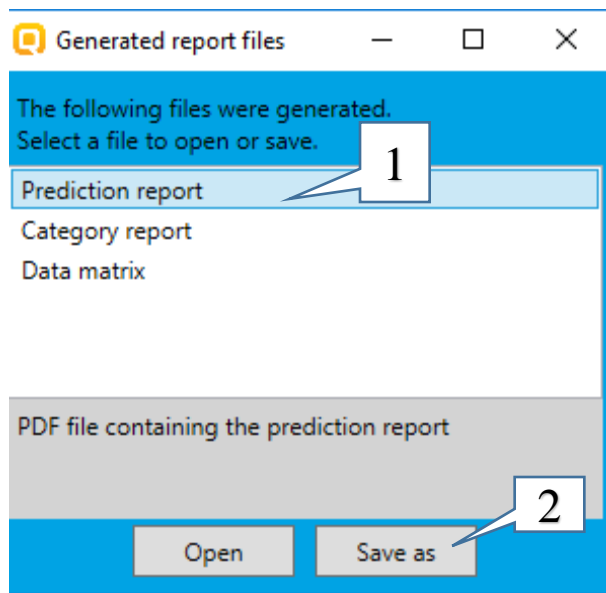 Generated report files
The following files were generated.
Select a file to open or save.
1
Prediction report
Category report
Data matrix
PDF file containing the prediction report
2
Open
Save as